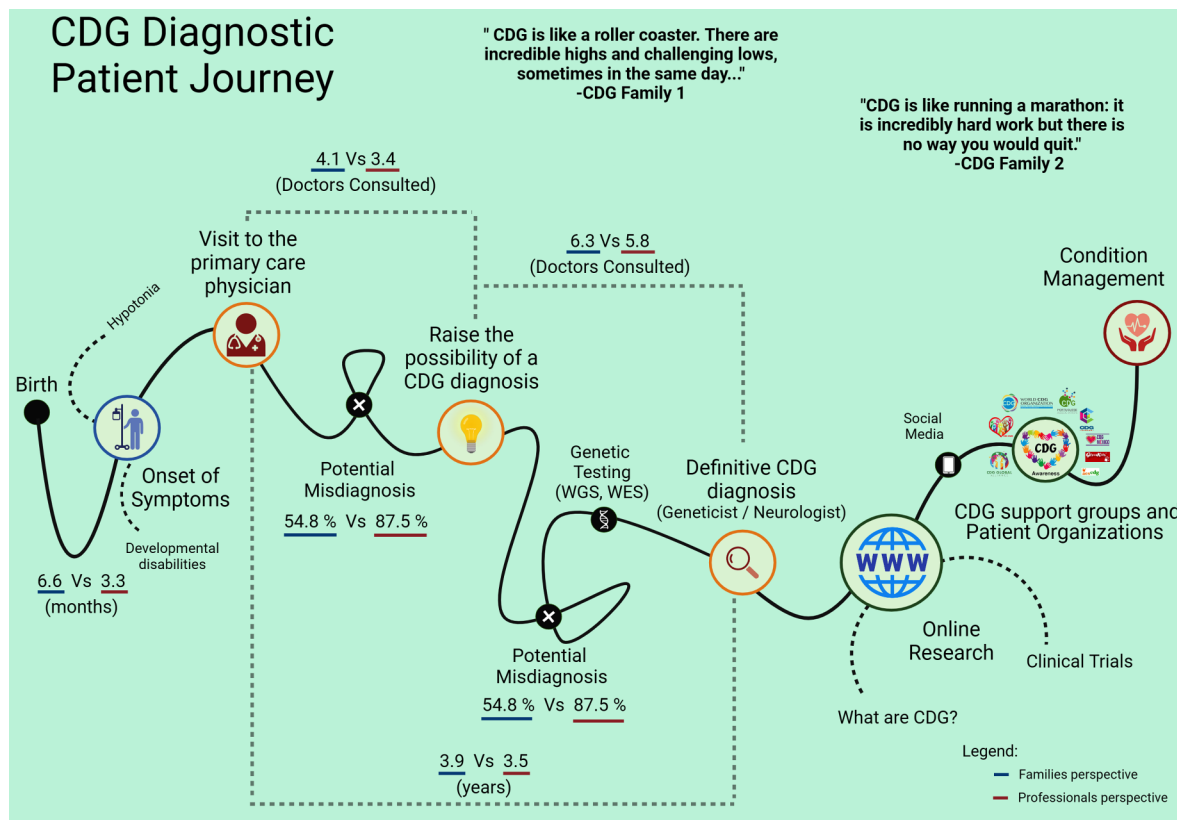 CDG Diagnostic
Patient Journey
" CDG is like a roller coaster. There are
incredible highs and challenging lows,
sometimes in the same day..."
-CDG Family 1
"CDG is like running a marathon: it
is incredibly hard work but there is
no way you would quit."
-CDG Family 2
4.1 Vs 3.4
(Doctors Consulted)
6.3 Vs 5.8
(Doctors Consulted)
Visit to the
primary care
physician
Condition
Management
Hypotonia
Raise the
possibility of a
CDG diagnosis
Birth
Social
Media
WORLD CDG
ORGANIZATION
CDG
Awareness
Onset of
Symptoms
Potential
Misdiagnosis
54.8 % Vs 87.5 %
Genetic
Testing
(WGS, WES)
Definitive CDG
diagnosis
(Geneticist / Neurologist)
CDG support groups and
Patient Organizations
Developmental
disabilities
6.6 Vs 3.3
(months)
WWW
Online
Research
Clinical Trials
What are CDG?
Potential
Misdiagnosis
54.8 % Vs 87.5 %
3.9 Vs 3.5
(years)
Legend:
Families perspective
Professionals perspective